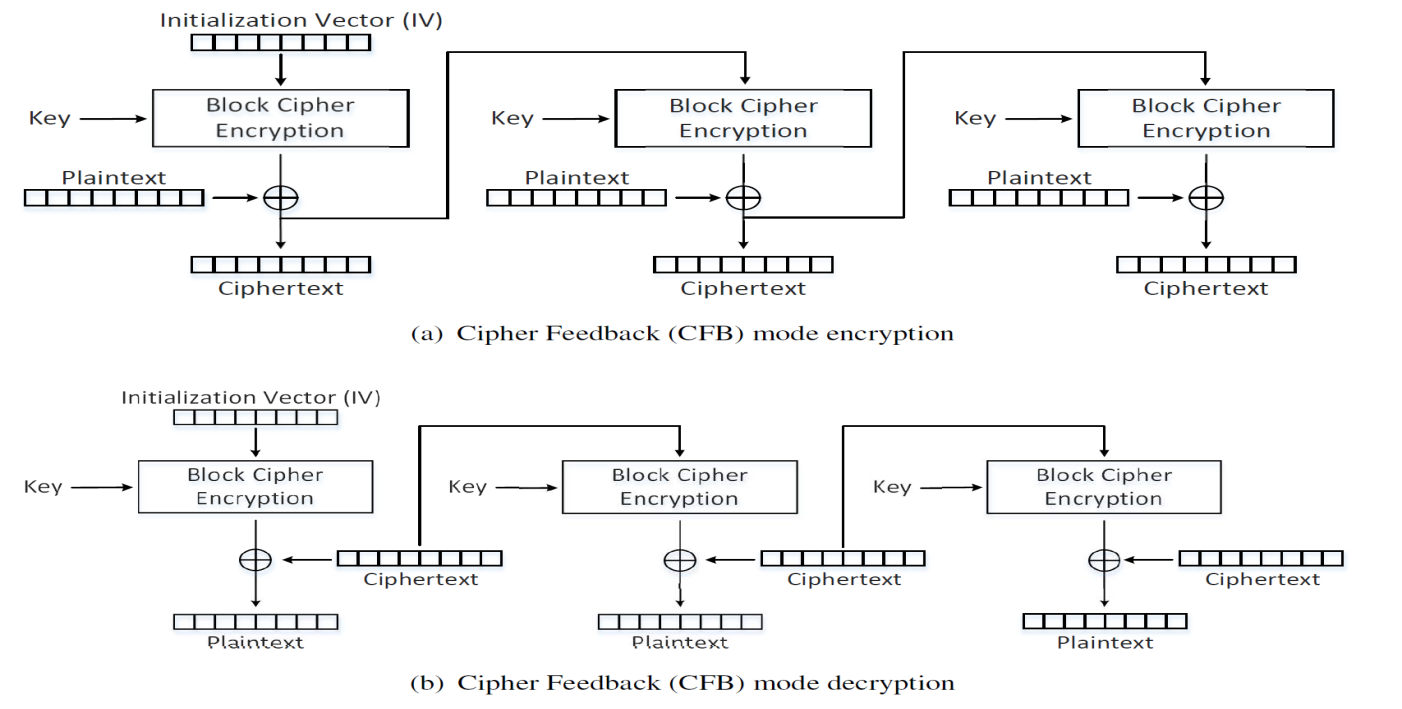 Initialization Vector (IV)
Key
Block Cipher
Encryption
Key
Block Cipher
Encryption
Key
Block Cipher
Encryption
Plaintext
Plaintext
Plaintext
Ciphertext
Ciphertext
Ciphertext
(a) Cipher Feedback (CFB) mode encryption
Initialization Vector (IV)
Key
Block Cipher
Encryption
Key
Block Cipher
Encryption
Key
Block Cipher
Encryption
Ciphertext
Ciphertext
Ciphertext
Plaintext
Plaintext
Plaintext
(b) Cipher Feedback (CFB) mode decryption